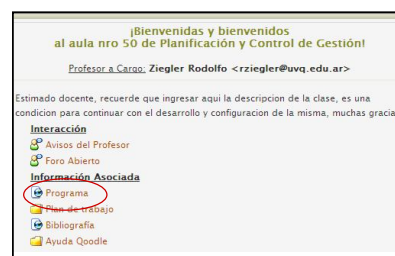 ¡Bienvenidas y bienvenidos
al aula nro 50 de Planificación y Control de Gestión!
Profesor a Cargo: Ziegler Rodolfo <rziegler@uvq.edu.ar>
Estimado docente, recuerde que ingresar aqui la descripcion de la clase, es una
condicion para continuar con el desarrollo y configuracion de la misma, muchas gracia
Interacción
Avisos del Profesor
Foro Abierto
Información Asociada
Programa
Plan de trabajo
Bibliografía
Ayuda Qoodle